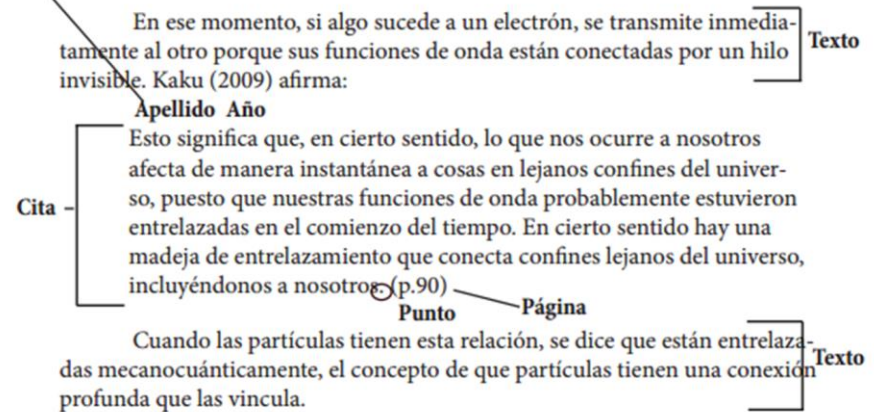 En ese momento, si algo sucede a un electrón, se transmite inmedia-
tamente al otro porque sus funciones de onda están conectadas por un hilo
invisible. Kaku (2009) afirma:
Texto
Apellido Año
Esto significa que, en cierto sentido, lo que nos ocurre a nosotros
afecta de manera instantánea a cosas en lejanos confines del univer-
so, puesto que nuestras funciones de onda probablemente estuvieron
entrelazadas en el comienzo del tiempo. En cierto sentido hay una
madeja de entrelazamiento que conecta confines lejanos del universo,
incluyéndonos a nosotros. (p.90)
Cita
Punto
Página
Cuando las partículas tienen esta relación, se dice que están entrelaza-
das mecanocuánticamente, el concepto de que partículas tienen una conexión
profunda que las vincula.
Texto